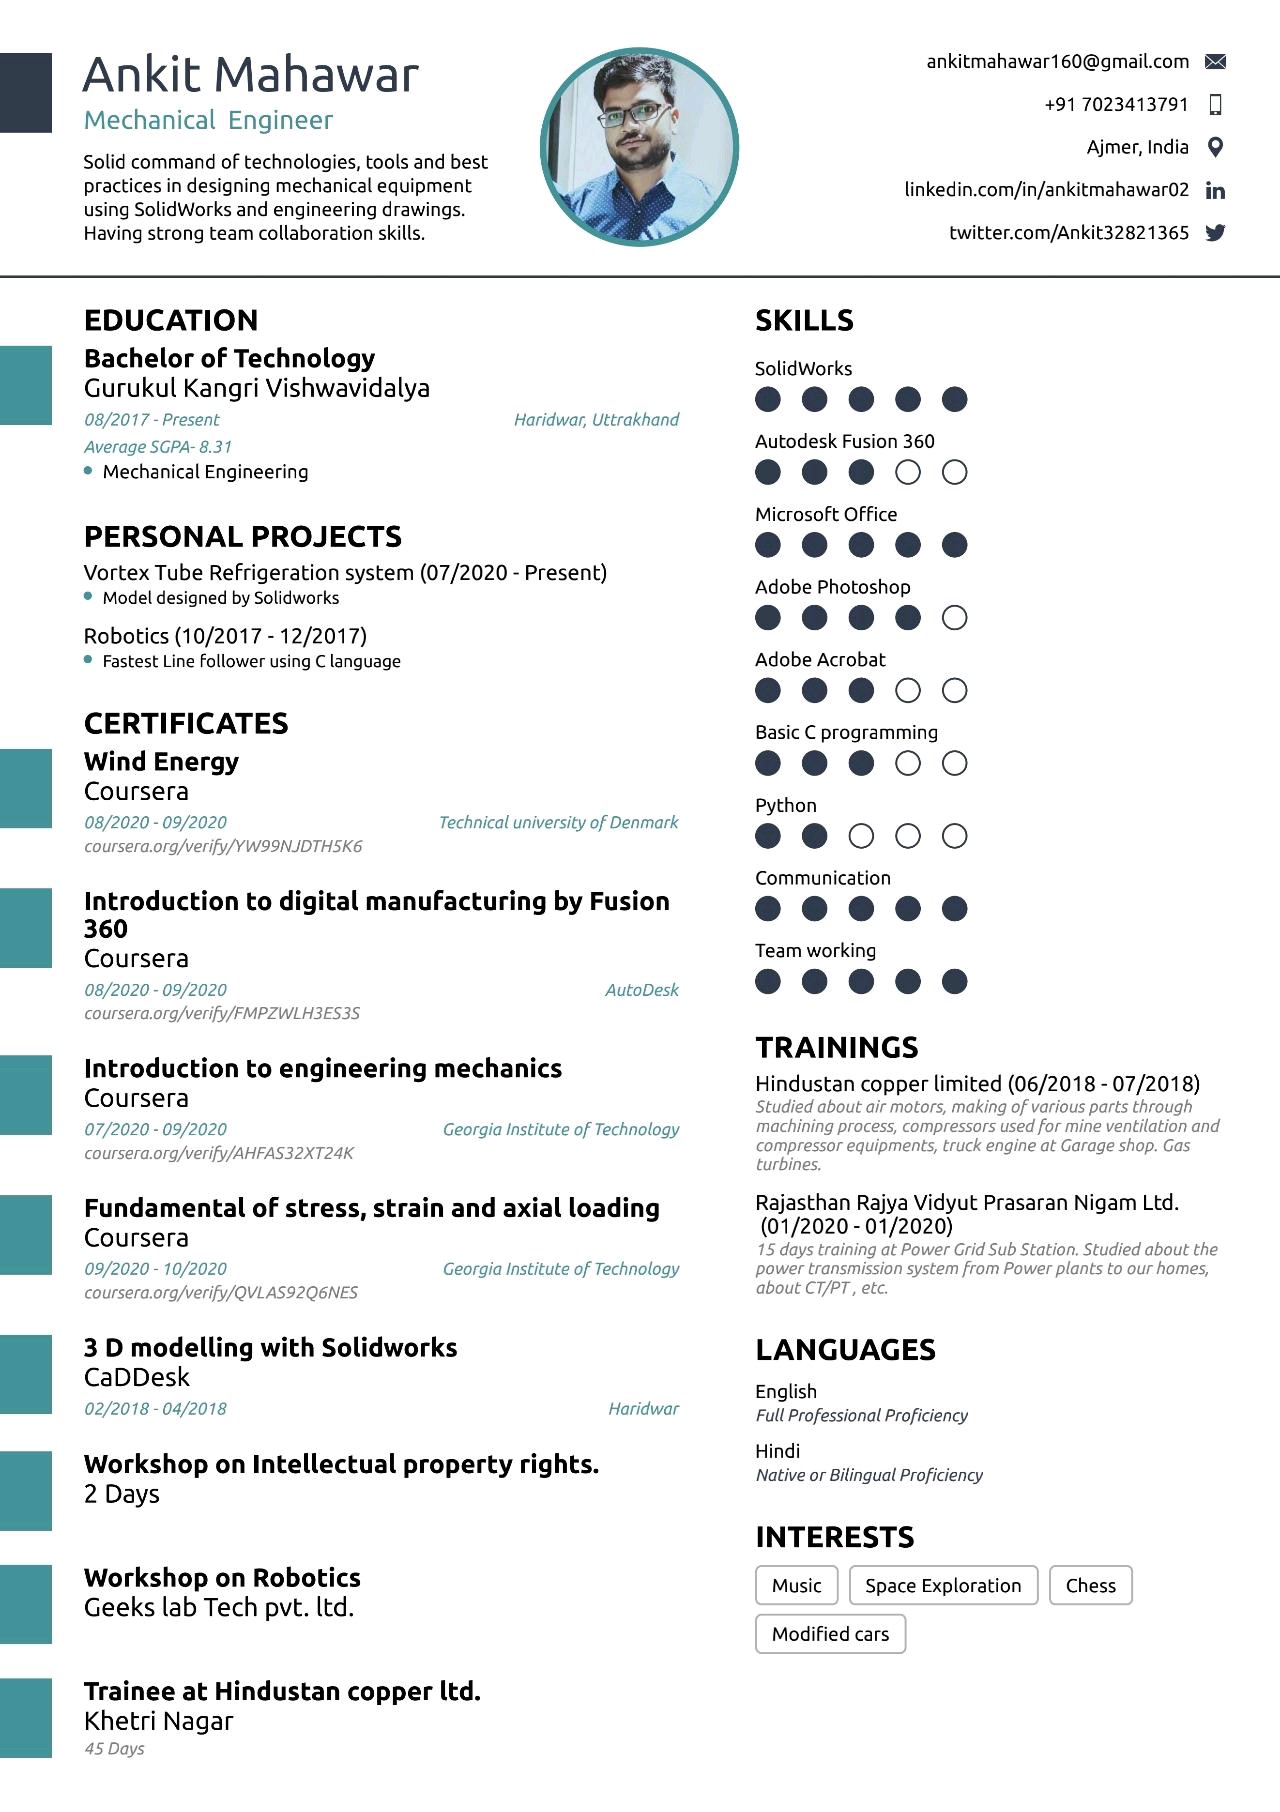 Ankit Mahawar
Mechanical Engineer
Solid command of technologies, tools and best
practices in designing mechanical equipment
using SolidWorks and engineering drawings.
Having strong team collaboration skills.
ankitmahawar160@gmail.com
+91 7023413791
Ajmer, India
linkedin.com/in/ankitmahawar02
twitter.com/Ankit32821365
EDUCATION
Bachelor of Technology
Gurukul Kangri Vishwavidalya
08/2017 - Present Haridwar, Uttrakhand
Average SGPA- 8.31
Mechanical Engineering
PERSONAL PROJECTS
Vortex Tube Refrigeration system (07/2020 - Present)
Model designed by Solidworks
Robotics (10/2017 - 12/2017)
Fastest Line follower using C language
CERTIFICATES
Wind Energy
Coursera
08/2020 - 09/2020 Technical university of Denmark
coursera.org/verify/YW99NJDTH5K6
Introduction to digital manufacturing by Fusion
360
Coursera
08/2020 - 09/2020 AutoDesk
coursera.org/verify/FMPZWLH3ES3S
Introduction to engineering mechanics
Coursera
07/2020 - 09/2020 Georgia Institute of Technology
coursera.org/verify/AHFAS32XT24K
Fundamental of stress, strain and axial loading
Coursera
09/2020 - 10/2020 Georgia Institute of Technology
coursera.org/verify/QVLAS92Q6NES
3 D modelling with Solidworks
CaDDesk
02/2018 - 04/2018 Haridwar
Workshop on Intellectual property rights.
2 Days
Workshop on Robotics
Geeks lab Tech pvt. ltd.
Trainee at Hindustan copper ltd.
Khetri Nagar
45 Days
SKILLS
SolidWorks
Autodesk Fusion 360
Microsoft Office
Adobe Photoshop
Adobe Acrobat
Basic C programming
Python
Communication
Team working
TRAININGS
Hindustan copper limited (06/2018 - 07/2018)
Studied about air motors, making of various parts through
machining process, compressors used for mine ventilation and
compressor equipments, truck engine at Garage shop. Gas
turbines.
Rajasthan Rajya Vidyut Prasaran Nigam Ltd.
(01/2020 - 01/2020)
15 days training at Power Grid Sub Station. Studied about the
power transmission system from Power plants to our homes,
about CT/PT , etc.
LANGUAGES
English
Full Professional Proficiency
Hindi
Native or Bilingual Proficiency
INTERESTS
Music Space Exploration Chess
Modified cars